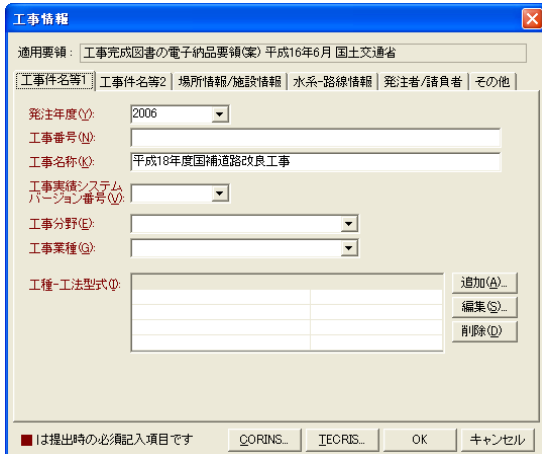 工事情報
適用要領： 工事完成図書の電子納品要領(案) 平成16年6月 国土交通省
工事件名等1 工事件名等2 場所情報/施設情報 水系-路線情報 発注者/請負者 その他
発注年度(Y): 2006
工事番号(N):
工事名称(K): 平成18年度国補道路改良工事
工事実績システム
バージョン番号(V):
工事分野(E):
工事業種(G):
工種-工法型式(I): 追加(A)...
編集(S)...
削除(D)
■は提出時の必須記入項目です CORINS... TECRIS... OK キャンセル